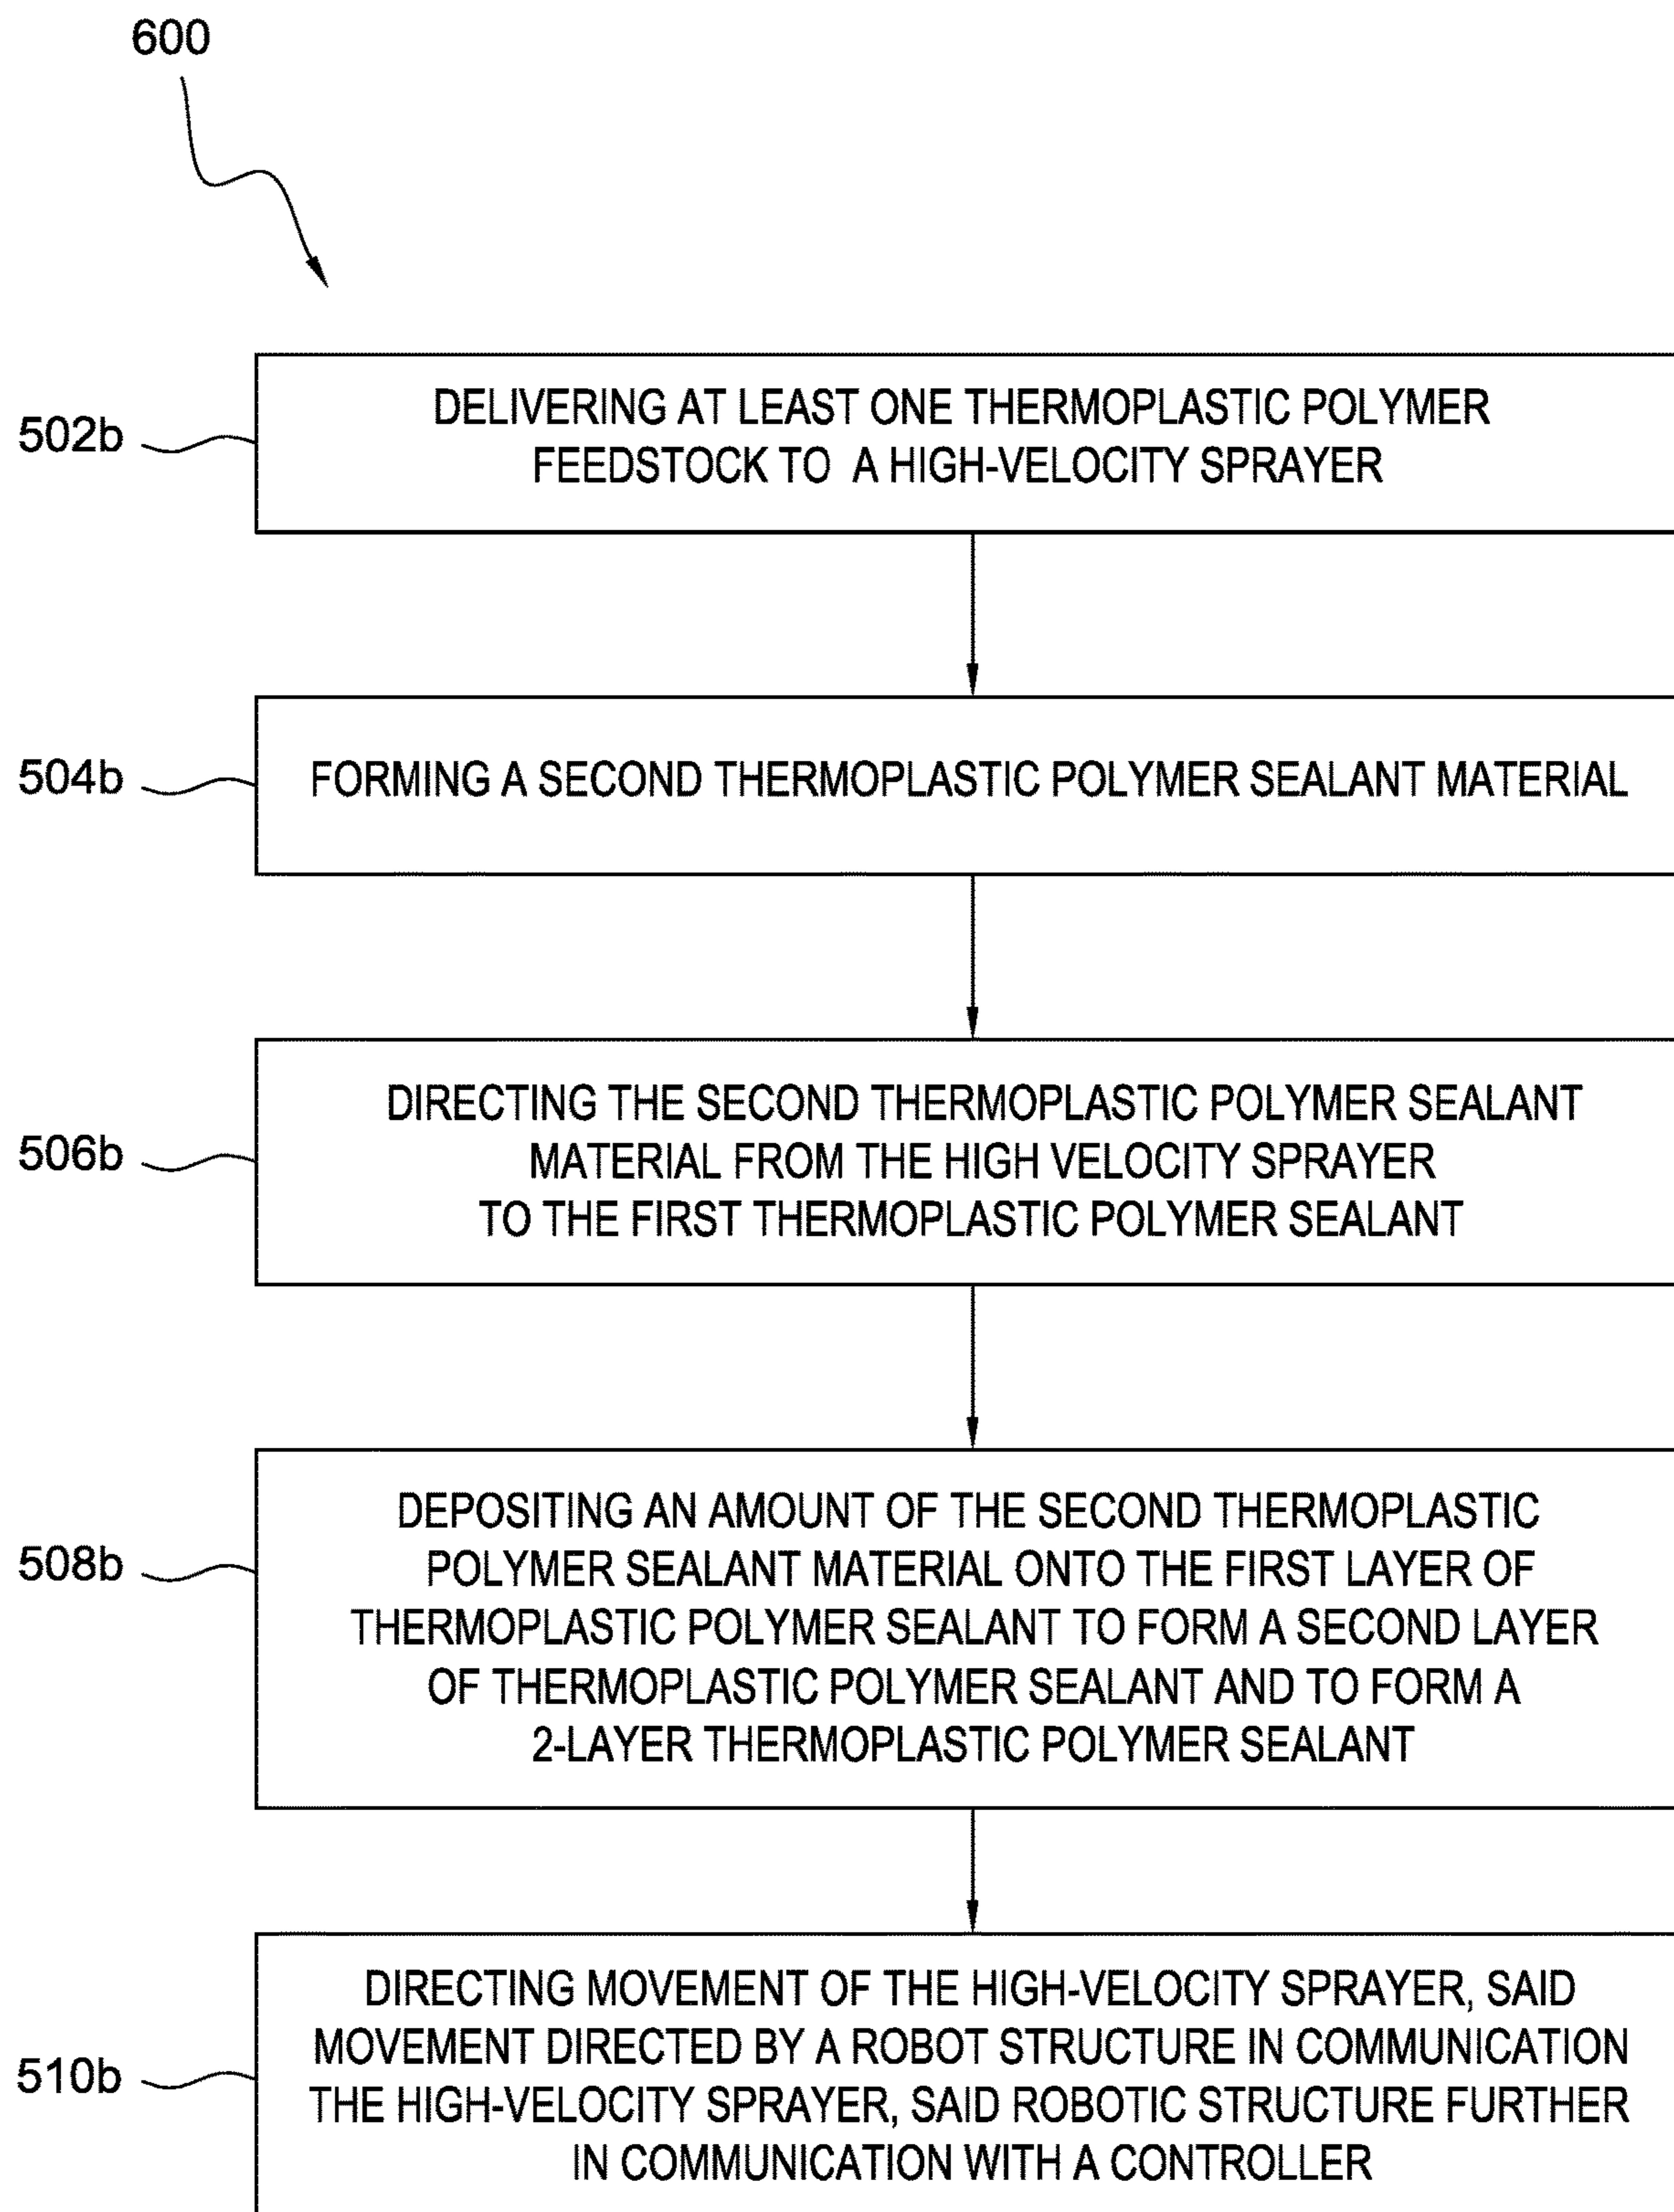 600
502b
DELIVERING AT LEAST ONE THERMOPLASTIC POLYMER
FEEDSTOCK TO A HIGH-VELOCITY SPRAYER
504b
FORMING A SECOND THERMOPLASTIC POLYMER SEALANT MATERIAL
506b
DIRECTING THE SECOND THERMOPLASTIC POLYMER SEALANT
MATERIAL FROM THE HIGH VELOCITY SPRAYER
TO THE FIRST THERMOPLASTIC POLYMER SEALANT
508b
DEPOSITING AN AMOUNT OF THE SECOND THERMOPLASTIC
POLYMER SEALANT MATERIAL ONTO THE FIRST LAYER OF
THERMOPLASTIC POLYMER SEALANT TO FORM A SECOND LAYER
OF THERMOPLASTIC POLYMER SEALANT AND TO FORM A
2-LAYER THERMOPLASTIC POLYMER SEALANT
510b
DIRECTING MOVEMENT OF THE HIGH-VELOCITY SPRAYER, SAID
MOVEMENT DIRECTED BY A ROBOT STRUCTURE IN COMMUNICATION
THE HIGH-VELOCITY SPRAYER, SAID ROBOTIC STRUCTURE FURTHER
IN COMMUNICATION WITH A CONTROLLER